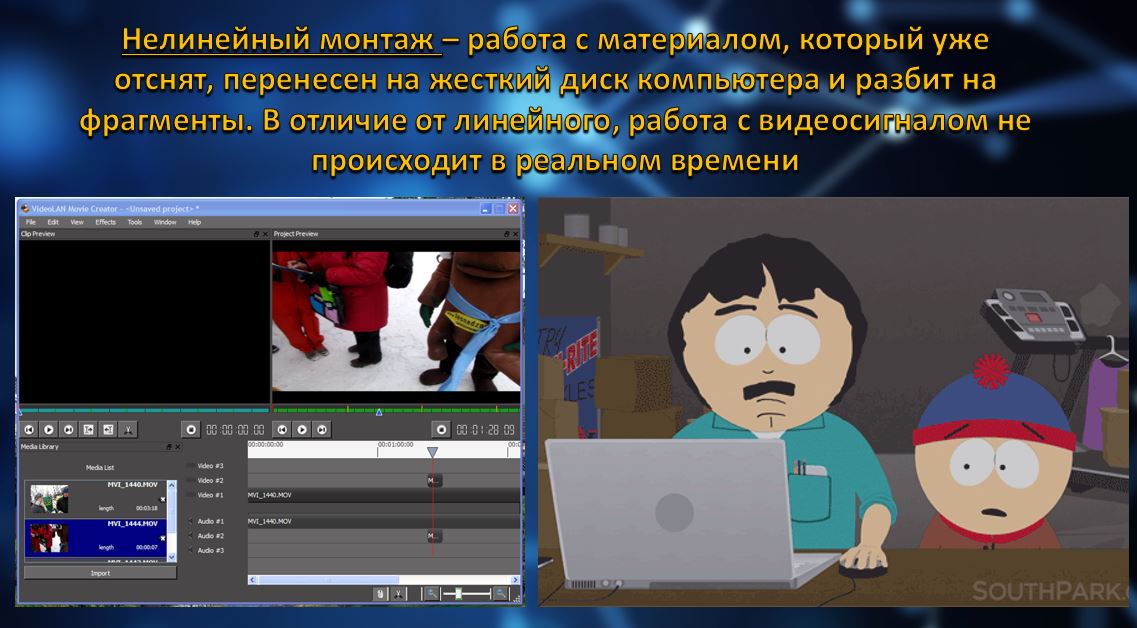 Нелинейный монтаж – работа с материалом, который уже
отснят, перенесен на жесткий диск компьютера и разбит на
фрагменты. В отличие от линейного, работа с видеосигналом не
происходит в реальном времени
VideoLAN Movie Creator - <Unsaved project> *
File Edit View Effects Tools Window Help
Clip Preview
Project Preview
00:00:00 00
00:01:28 09
Media Library
Media List
MVI_1440.MOV
length 00:03:18
MVI_1444.MOV
length 00:00:07
Import
00:00:00:00
00:01:00:00
Video #3
Video #2
M...
Video #1
MVI_1440.MOV
Audio #1
MVI_1440.MOV
Audio #2
M...
Audio #3
TRY
-RITE
SOUTHPARK.